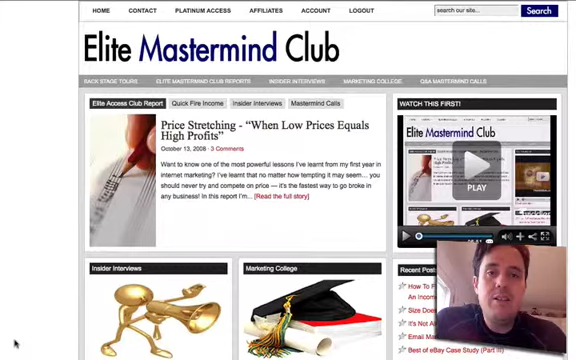 HOME CONTACT PLATINUM ACCESS AFFILIATES ACCOUNT LOGOUT search our site... Search
Elite Mastermind Club
BACK STAGE TOURS ELITE MASTERMIND CLUB REPORTS INSIDER INTERVIEWS MARKETING COLLEGE Q&A MASTERMIND CALLS
Elite Access Club Report Quick Fire Income Insider Interviews Mastermind Calls
Price Stretching - “When Low Prices Equals
High Profits”
October 13, 2008 · 3 Comments
Want to know one of the most powerful lessons I've learnt from my first year in
internet marketing? I've learnt that no matter how tempting it may seem... you
should never try and compete on price — it's the fastest way to go broke in
any business! In this report I'm... [Read the full story]
WATCH THIS FIRST!
Elite Mastermind Club
PLAY
Insider Interviews
Marketing College
Recent Pos
How To F
An Incom
Size Doe
It's Not A
Email Mar
Best of eBay Case Study (Part III)